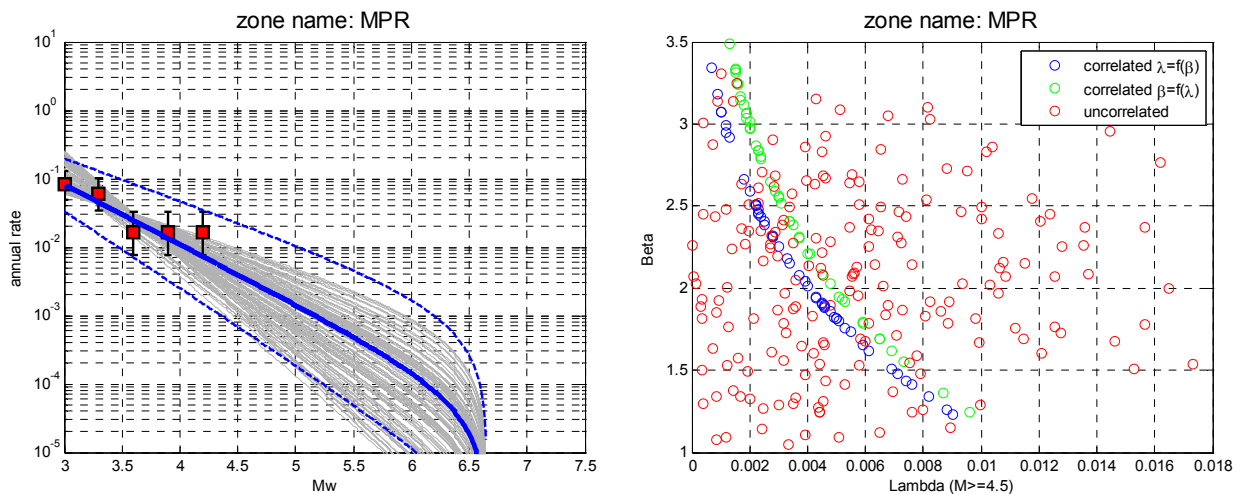 zone name: MPR
10^1
10^0
10^-1
10^-2
10^-3
10^-4
10^-5
annual rate
3 3.5 4 4.5 5 5.5 6 6.5 7 7.5
Mw
zone name: MPR
3.5
3
2.5
2
1.5
1
Beta
correlated λ=f(β)
correlated β=f(λ)
uncorrelated
0 0.002 0.004 0.006 0.008 0.01 0.012 0.014 0.016 0.018
Lambda (M>=4.5)